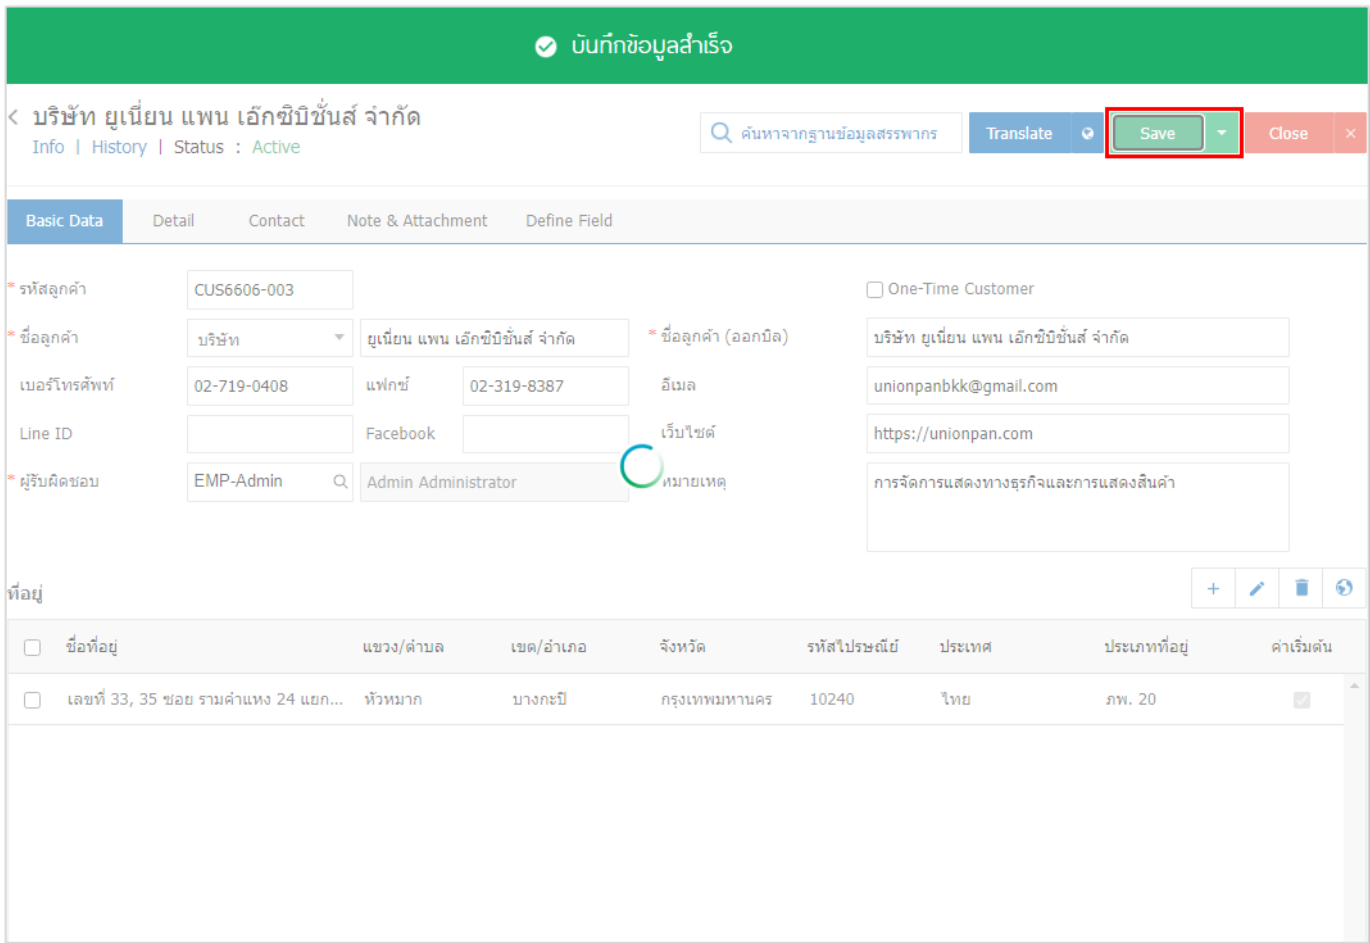 บันทึกข้อมูลสำเร็จ
บริษัท ยูเนี่ยน แพน เอ๊กซิบิชั่นส์ จำกัด
Info | History | Status : Active
ค้นหาจากฐานข้อมูลสรรพากร
Translate
Save
Close
Basic Data Detail Contact Note & Attachment Define Field
* รหัสลูกค้า CUS6606-003 One-Time Customer
* ชื่อลูกค้า บริษัท ยูเนี่ยน แพน เอ๊กซิบิชั่นส์ จำกัด * ชื่อลูกค้า (ออกบิล) บริษัท ยูเนี่ยน แพน เอ๊กซิบิชั่นส์ จำกัด
เบอร์โทรศัพท์ 02-719-0408 แฟกซ์ 02-319-8387 อีเมล unionpanbkk@gmail.com
Line ID Facebook เว็บไซต์ https://unionpan.com
* ผู้รับผิดชอบ EMP-Admin Admin Administrator หมายเหตุ การจัดการแสดงทางธุรกิจและการแสดงสินค้า
ที่อยู่
ชื่อที่อยู่ แขวง/ตำบล เขต/อำเภอ จังหวัด รหัสไปรษณีย์ ประเทศ ประเภทที่อยู่ ค่าเริ่มต้น
เลขที่ 33, 35 ซอย รามคำแหง 24 แยก... หัวหมาก บางกะปิ กรุงเทพมหานคร 10240 ไทย ภพ. 20